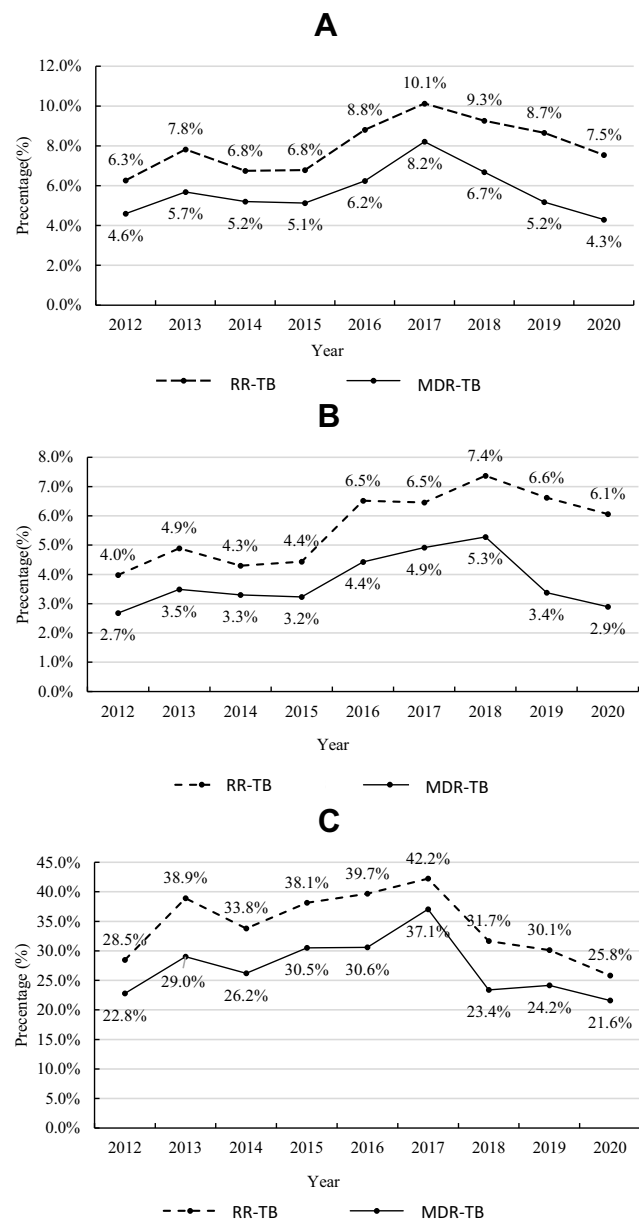 A
12.0%
10.0%
8.0%
6.0%
4.0%
2.0%
0.0%
Precentage(%)
6.3% 7.8% 6.8% 6.8% 8.8% 10.1% 9.3% 8.7% 7.5%
4.6% 5.7% 5.2% 5.1% 6.2% 8.2% 6.7% 5.2% 4.3%
2012 2013 2014 2015 2016 2017 2018 2019 2020
Year
RR-TB MDR-TB
B
8.0%
7.0%
6.0%
5.0%
4.0%
3.0%
2.0%
1.0%
0.0%
Precentage(%)
4.0% 4.9% 4.3% 4.4% 6.5% 6.5% 7.4% 6.6% 6.1%
2.7% 3.5% 3.3% 3.2% 4.4% 4.9% 5.3% 3.4% 2.9%
2012 2013 2014 2015 2016 2017 2018 2019 2020
Year
RR-TB MDR-TB
C
45.0%
40.0%
35.0%
30.0%
25.0%
20.0%
15.0%
10.0%
5.0%
0.0%
Precentage (%)
28.5% 38.9% 33.8% 38.1% 39.7% 42.2% 31.7% 30.1% 25.8%
22.8% 29.0% 26.2% 30.5% 30.6% 37.1% 23.4% 24.2% 21.6%
2012 2013 2014 2015 2016 2017 2018 2019 2020
Year
RR-TB MDR-TB